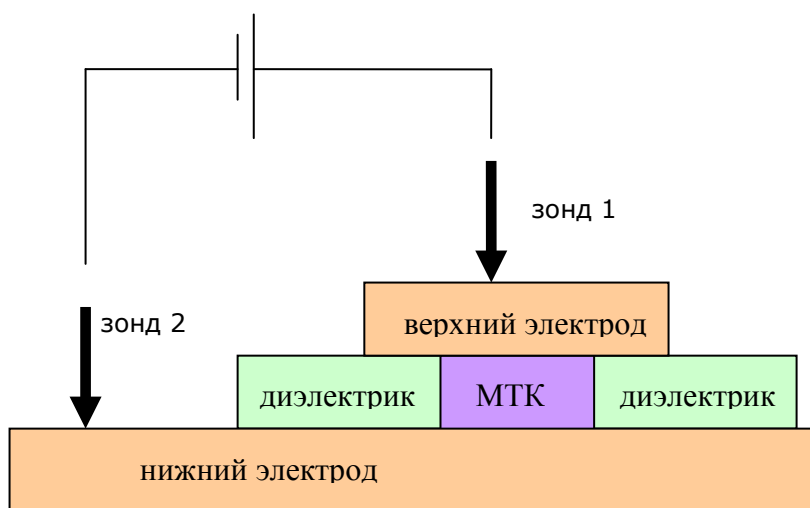 зонд 1
зонд 2
верхний электрод
диэлектрик МТК диэлектрик
нижний электрод